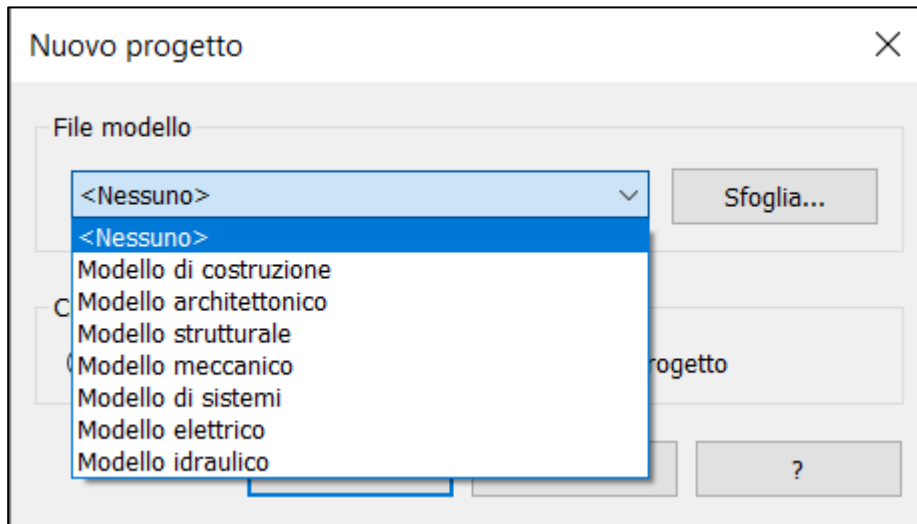 Nuovo progetto
File modello
<Nessuno>
Sfoglia...
<Nessuno>
Modello di costruzione
Modello architettonico
Modello strutturale
Modello meccanico
Modello di sistemi
Modello elettrico
Modello idraulico
?